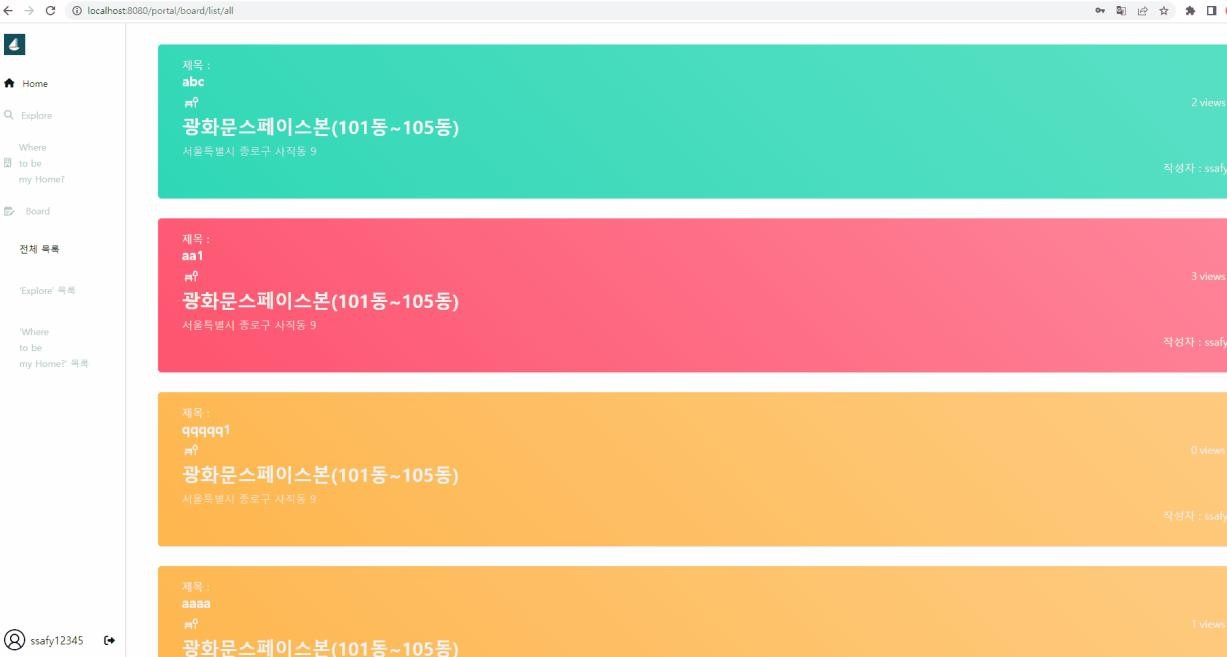 localhost:8080/portal/board/list/all
Home
Explore
Where
to be
my Home?
Board
전체 목록
'Explore' 목록
'Where
to be
my Home?' 목록
ssafy12345
제목 :
abc
광화문스페이스본(101동~105동)
서울특별시 종로구 사직동 9
2 views
작성자 : ssafy
제목 :
aa1
광화문스페이스본(101동~105동)
서울특별시 종로구 사직동 9
3 views
작성자 : ssafy
제목 :
qqqqq1
광화문스페이스본(101동~105동)
서울특별시 종로구 사직동 9
0 views
작성자 : ssafy
제목 :
aaaa
광화문스페이스본(101동~105동)
1 views